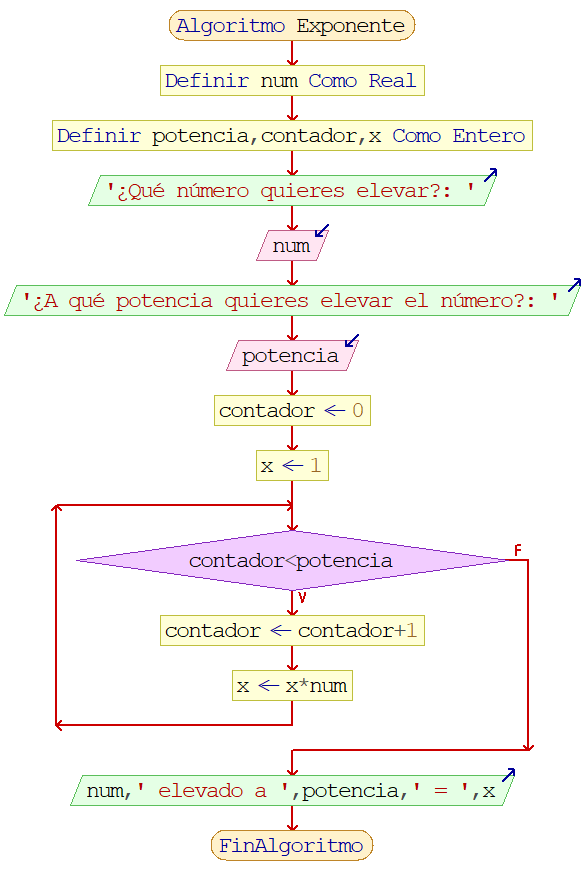 Algoritmo Exponente
Definir num Como Real
Definir potencia,contador,x Como Entero
'¿Qué número quieres elevar?: '
num
'¿A qué potencia quieres elevar el número?: '
potencia
contador ← 0
x ← 1
contador<potencia
F
V
contador ← contador+1
x ← x*num
num,' elevado a ',potencia,' = ',x
FinAlgoritmo